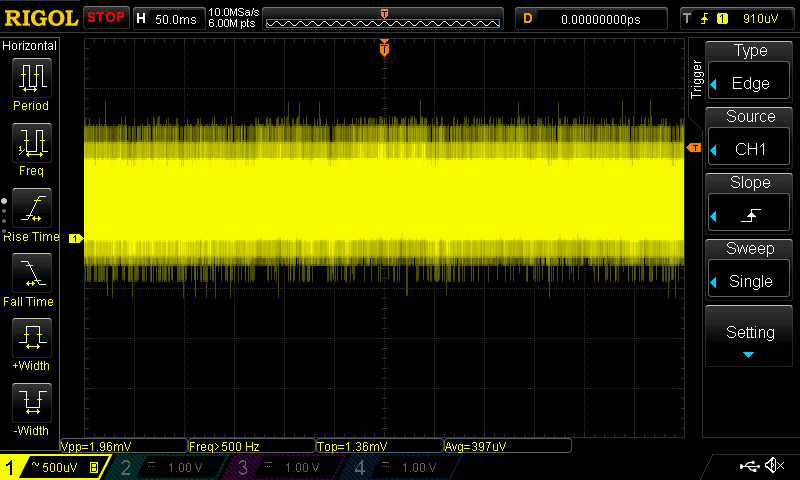 RIGOL STOP H 50.0ms 10.0MSa/s 6.00M pts T D 0.00000000ps T 1 910uV
Horizontal
Period
Freq
Rise Time
Fall Time
+Width
-Width
T
1
T
Trigger
Type
Edge
Source
CH1
Slope
Sweep
Single
Setting
Vpp=1.96mV Freq>500 Hz Top=1.36mV Avg=397uV
1 ~ 500uV B 2 1.00 V 3 1.00 V 4 1.00 V